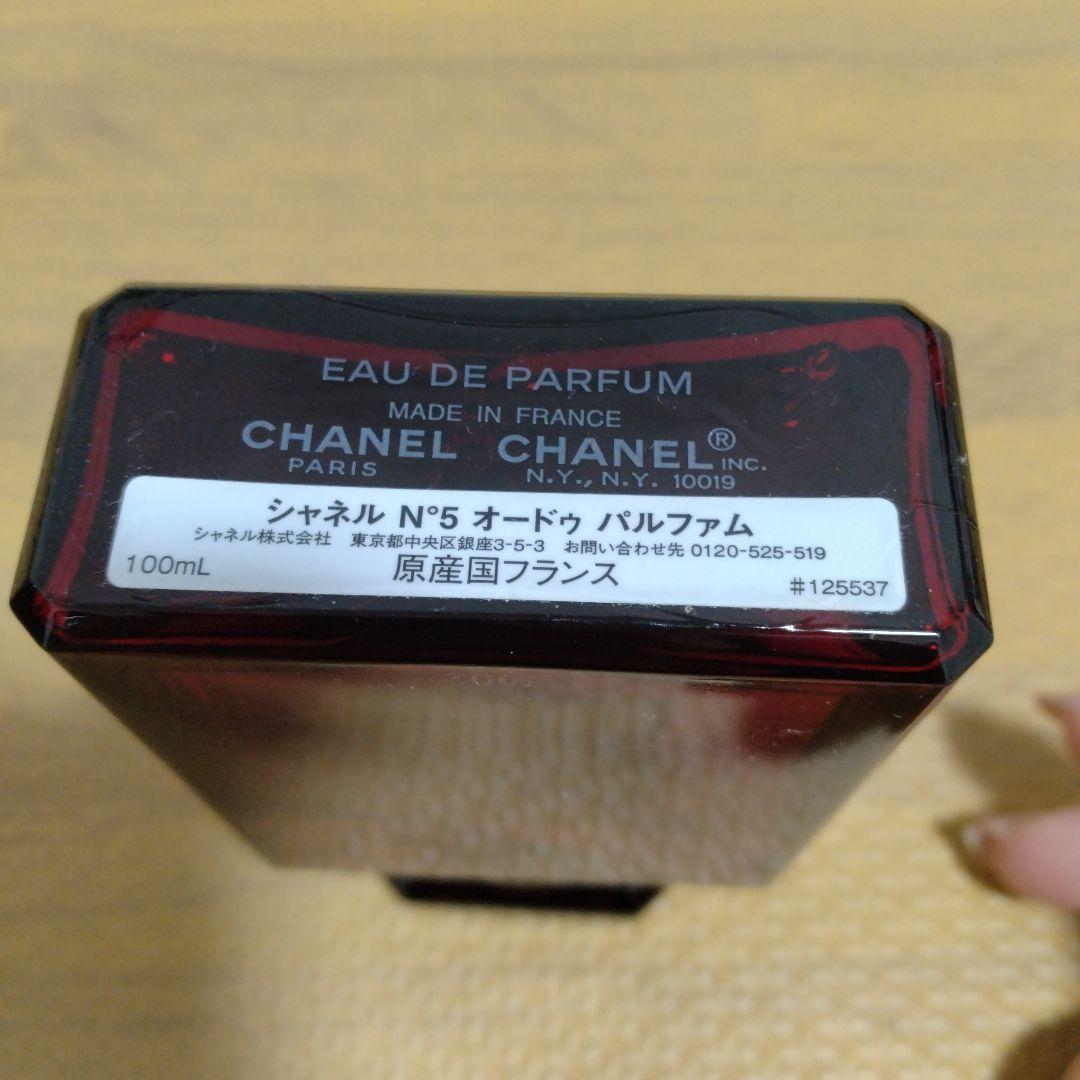 EAU DE PARFUM
MADE IN FRANCE
CHANEL CHANEL® INC.
PARIS N.Y., N.Y. 10019
シャネル N°5 オードゥ パルファム
シャネル株式会社 東京都中央区銀座3-5-3 お問い合わせ先 0120-525-519
100mL 原産国フランス #125537